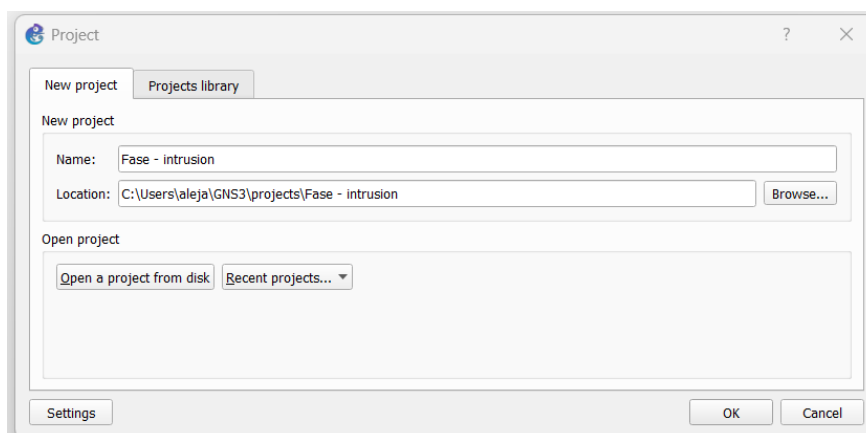 Project
New project Projects library
New project
Name: Fase - intrusion
Location: C:\Users\aleja\GNS3\projects\Fase - intrusion Browse...
Open project
Open a project from disk Recent projects...
Settings OK Cancel